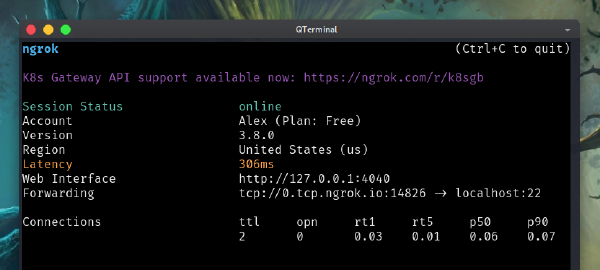 QTerminal
ngrok (Ctrl+C to quit)
K8s Gateway API support available now: https://ngrok.com/r/k8sgb
Session Status online
Account Alex (Plan: Free)
Version 3.8.0
Region United States (us)
Latency 306ms
Web Interface http://127.0.0.1:4040
Forwarding tcp://0.tcp.ngrok.io:14826 -> localhost:22
Connections ttl opn rt1 rt5 p50 p90
2 0 0.03 0.01 0.06 0.07